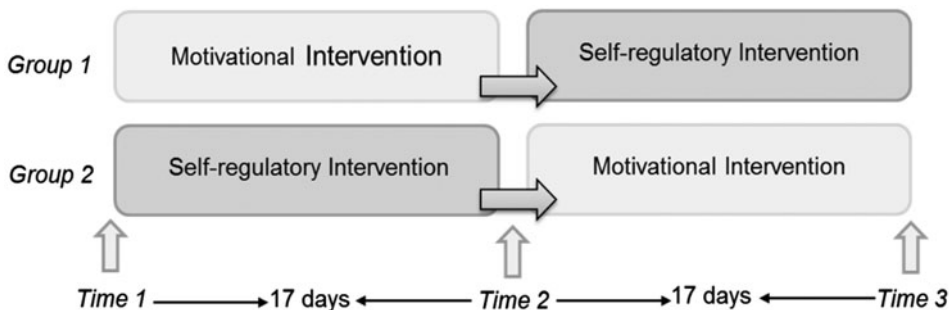 Group 1
Motivational Intervention
Self-regulatory Intervention
Group 2
Self-regulatory Intervention
Motivational Intervention
Time 1 17 days Time 2 17 days Time 3